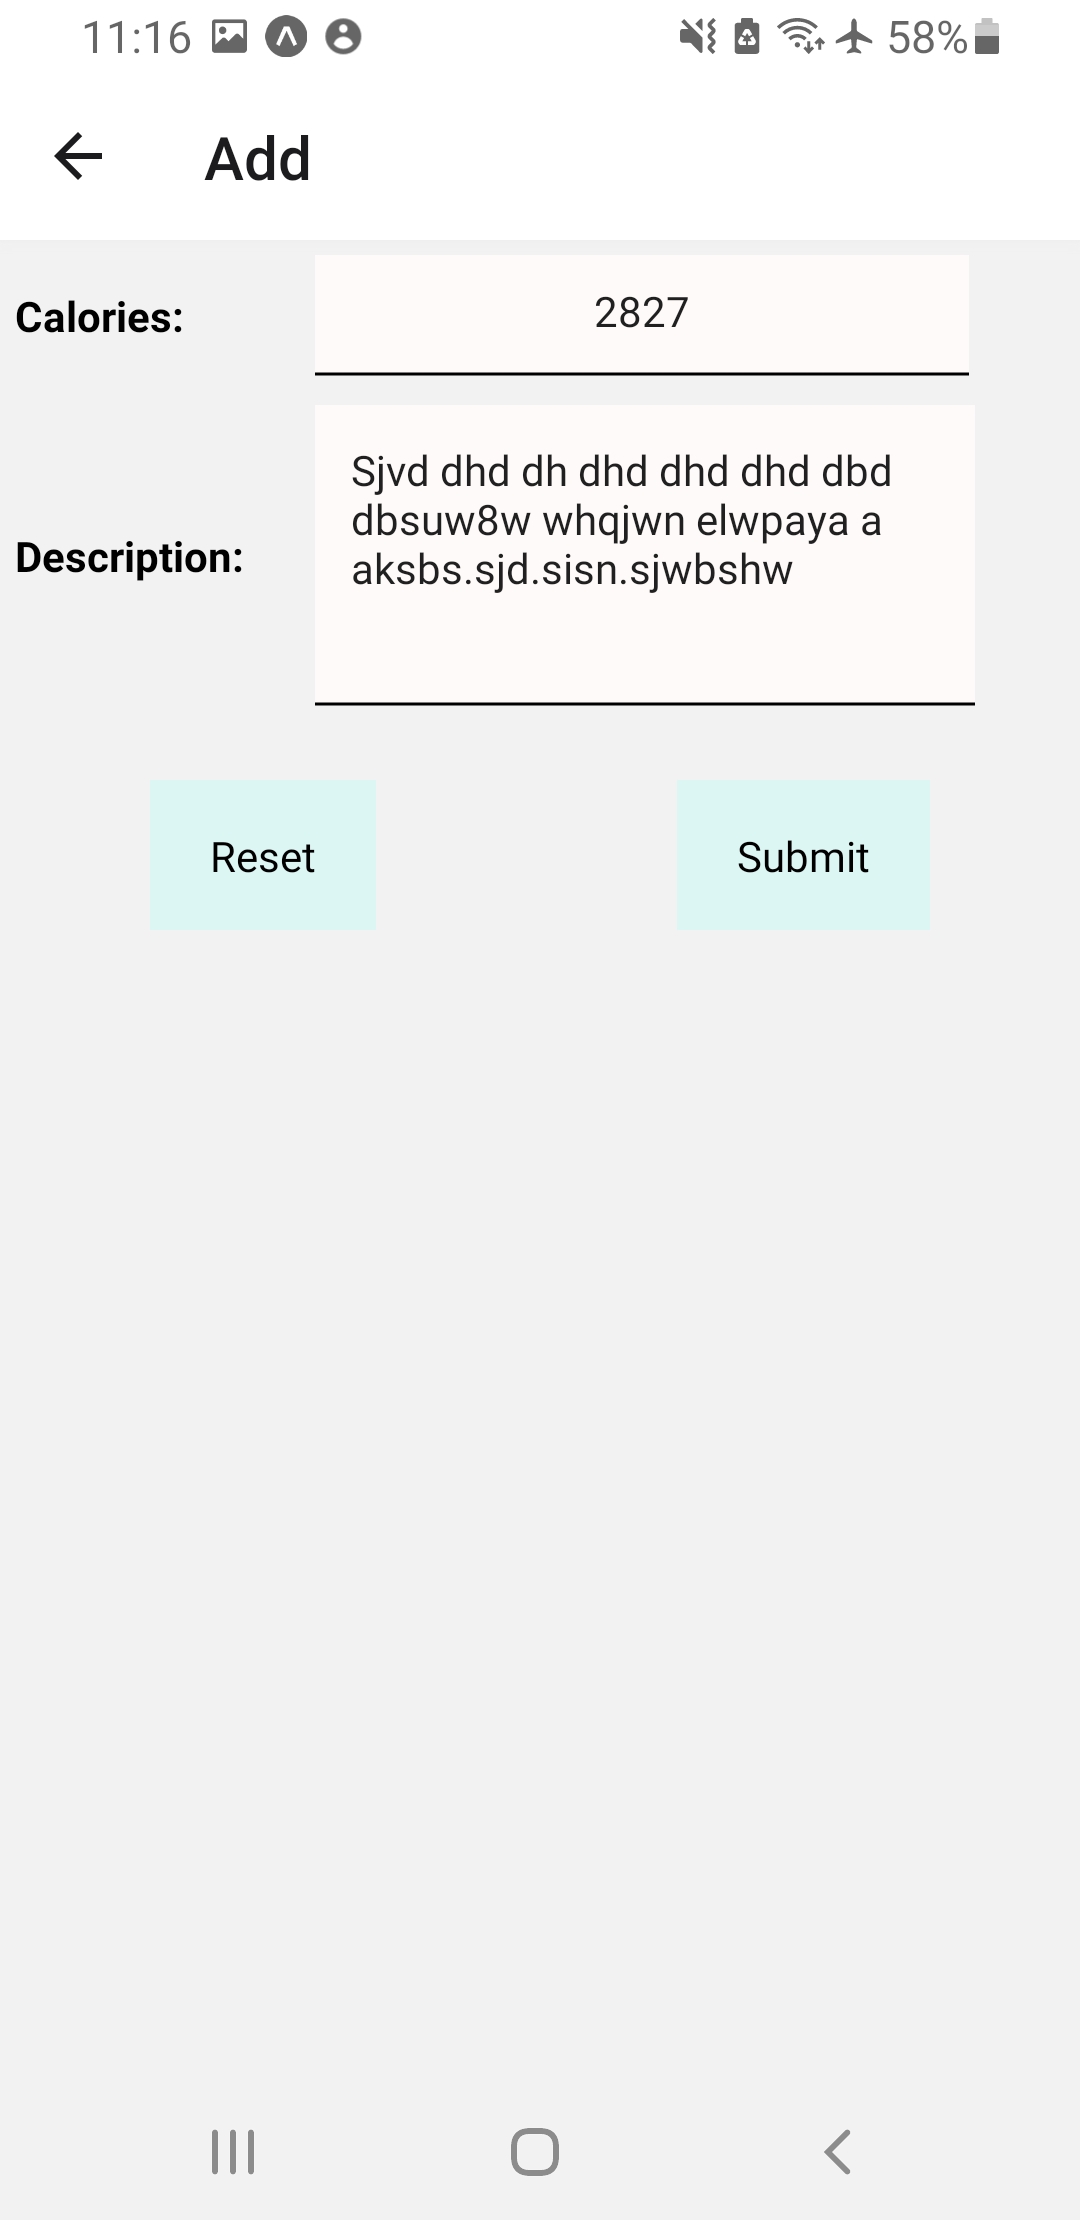 11:16 58%
Add
Calories: 2827
Sjvd dhd dh dhd dhd dhd dbd
dbsuw8w whqjwn elwpaya a
Description:
aksbs.sjd.sisn.sjwbshw
Reset Submit